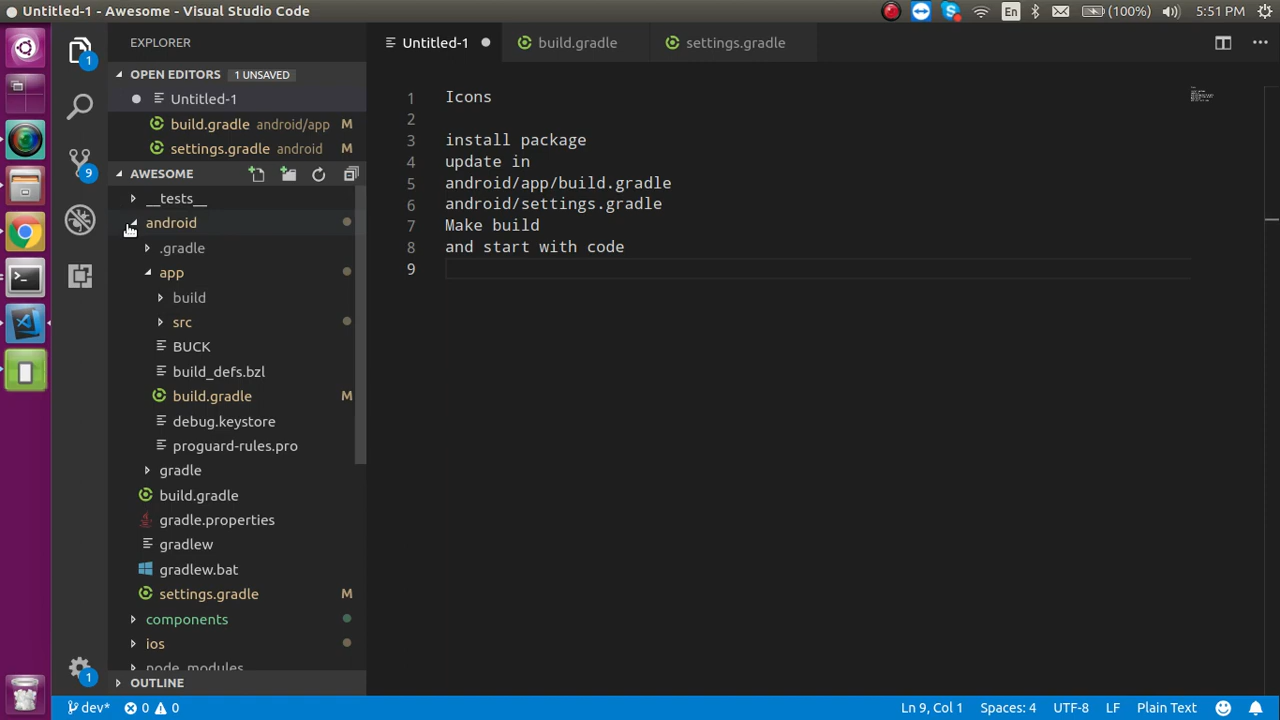 Untitled-1 - Awesome - Visual Studio Code
En
(100%)
5:51 PM
EXPLORER
Untitled-1
build.gradle
settings.gradle
1
OPEN EDITORS
1 UNSAVED
Untitled-1
build.gradle android/app M
settings.gradle android M
9
AWESOME
__tests__
android
.gradle
app
build
src
BUCK
build_defs.bzl
build.gradle M
debug.keystore
proguard-rules.pro
gradle
build.gradle
gradle.properties
gradlew
gradlew.bat
settings.gradle M
components
ios
node_modules
OUTLINE
1
1 Icons
2
3 install package
4 update in
5 android/app/build.gradle
6 android/settings.gradle
7 Make build
8 and start with code
9
dev*
0
0
Ln 9, Col 1
Spaces: 4
UTF-8
LF
Plain Text